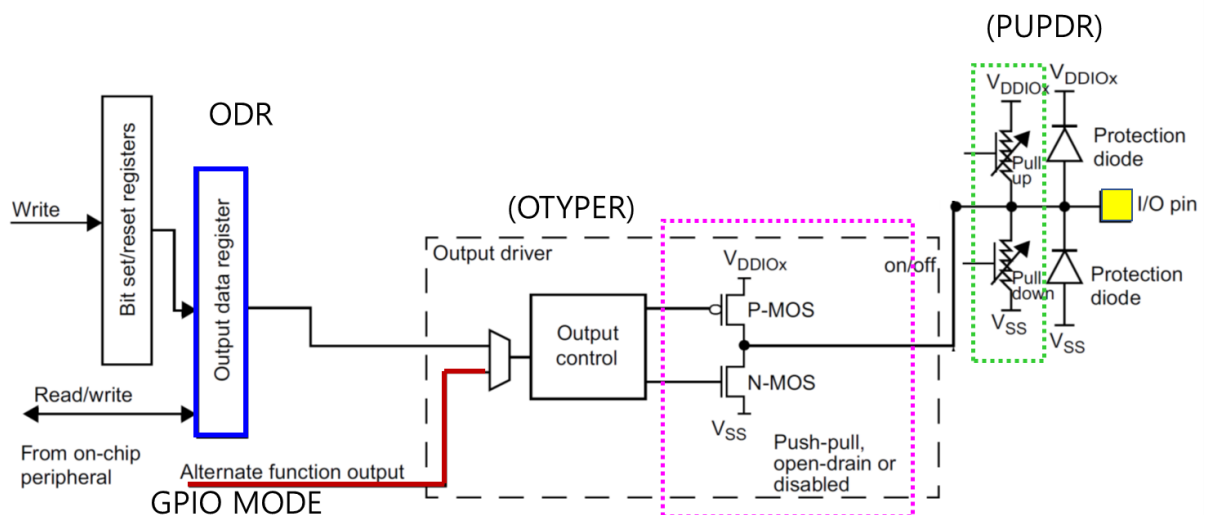 (PUPDR)
ODR
VDDIOx
VDDIOx
Bit set/reset registers
Output data register
Protection
diode
Pull
up
Write
(OTYPER)
I/O pin
Output driver
VDDIOx
on/off
Pull
down
Protection
diode
P-MOS
Output
control
VSS
VSS
N-MOS
Read/write
VSS
From on-chip
peripheral
Push-pull,
open-drain or
disabled
Alternate function output
GPIO MODE